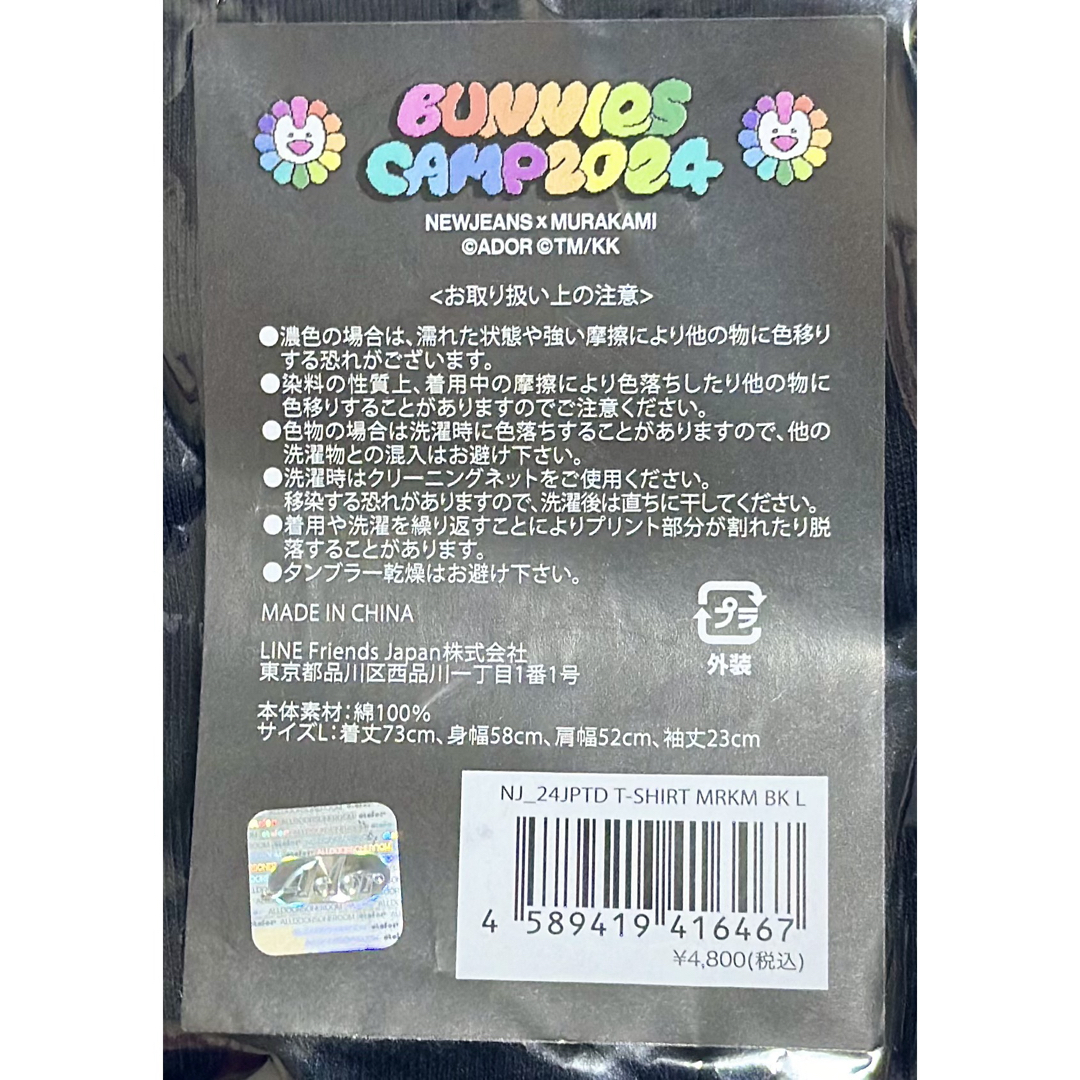 BUNNIES
CAMP2024
NEWJEANS x MURAKAMI
©ADOR ©TM/KK
<お取り扱い上の注意>
●濃色の場合は、濡れた状態や強い摩擦により他の物に色移り
する恐れがございます。
●染料の性質上、着用中の摩擦により色落ちしたり他の物に
色移りすることがありますのでご注意ください。
●色物の場合は洗濯時に色落ちすることがありますので、他の
洗濯物との混入はお避け下さい。
●洗濯時はクリーニングネットをご使用ください。
移染する恐れがありますので、洗濯後は直ちに干してください。
●着用や洗濯を繰り返すことによりプリント部分が割れたり脱
落することがあります。
●タンブラー乾燥はお避け下さい。
MADE IN CHINA
プラ
外装
LINE Friends Japan株式会社
東京都品川区西品川一丁目1番1号
本体素材:綿100%
サイズL:着丈73cm、身幅58cm、肩幅52cm、袖丈23cm
NJ_24JPTD T-SHIRT MRKM BK L
4 589419 416467
¥4,800(税込)
ADOR
ALLDOORSONEROOM